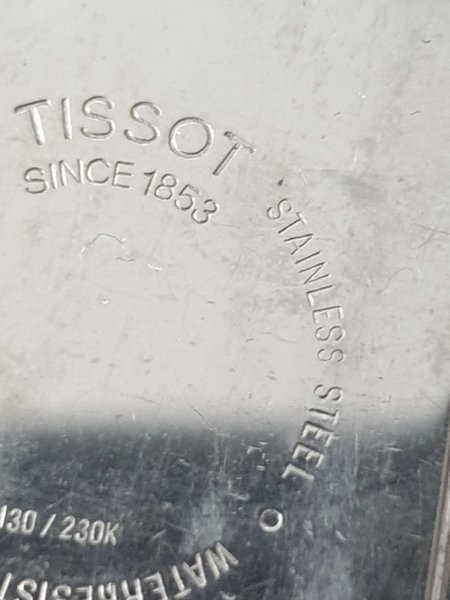 TISSOT
SINCE 1853
STAINLESS STEEL
130/230K